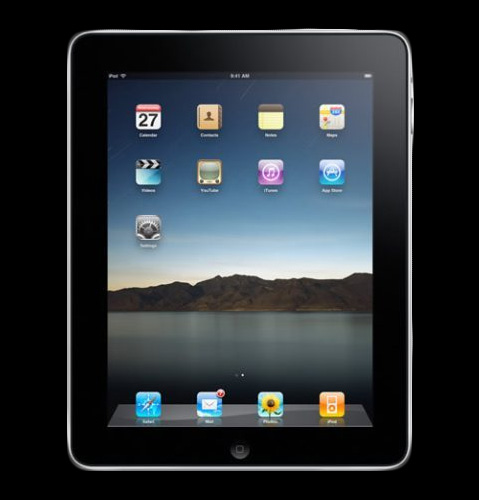 iPad 9:41 AM
27
Calendar Contacts Notes Maps
Videos YouTube iTunes App Store
Settings
Safari Mail Photos iPod